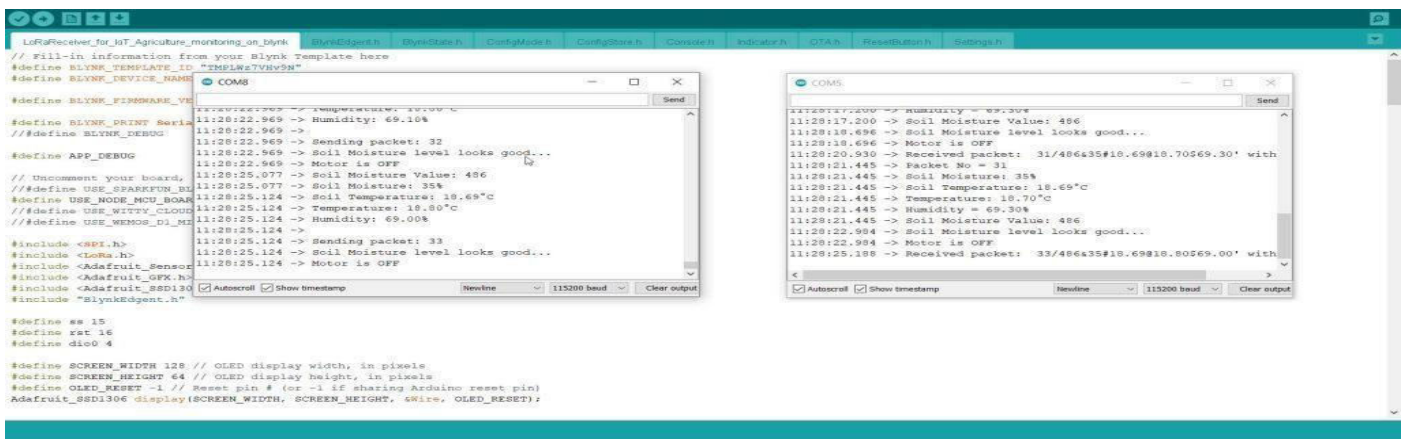 LoRaReceiver_for_IoT_Agriculture_monitoring_on_blynk BlynkEdgent.h BlynkState.h ConfigMode.h ConfigStore.h Console.h Indicator.h OTA.h ResetButton.h Settings.h
// Fill-in information from your Blynk Template here
#define BLYNK_TEMPLATE_ID "TMPLWz7VHv9N"
#define BLYNK_DEVICE_NAME
#define BLYNK_FIRMWARE_VE
#define BLYNK_PRINT Seria
//#define BLYNK_DEBUG
#define APP_DEBUG
// Uncomment your board,
//#define USE_SPARKFUN_BL
#define USE_NODE_MCU_BOAR
//#define USE_WITTY_CLOUD
//#define USE_WEMOS_D1_MI
#include <SPI.h>
#include <LoRa.h>
#include <Adafruit_Sensor
#include <Adafruit_GFX.h>
#include <Adafruit_SSD130
#include "BlynkEdgent.h"
#define ss 15
#define rst 16
#define dio0 4
#define SCREEN_WIDTH 128 // OLED display width, in pixels
#define SCREEN_HEIGHT 64 // OLED display height, in pixels
#define OLED_RESET -1 // Reset pin # (or -1 if sharing Arduino reset pin)
Adafruit_SSD1306 display(SCREEN_WIDTH, SCREEN_HEIGHT, &Wire, OLED_RESET);
COM8
Send
11:28:22.969 -> Humidity: 69.10%
11:28:22.969 ->
11:28:22.969 -> Sending packet: 32
11:28:22.969 -> Soil Moisture level looks good...
11:28:22.969 -> Motor is OFF
11:28:25.077 -> Soil Moisture Value: 486
11:28:25.077 -> Soil Moisture: 35%
11:28:25.124 -> Soil Temperature: 18.69°C
11:28:25.124 -> Temperature: 18.80°C
11:28:25.124 -> Humidity: 69.00%
11:28:25.124 ->
11:28:25.124 -> Sending packet: 33
11:28:25.124 -> Soil Moisture level looks good...
11:28:25.124 -> Motor is OFF
Autoscroll Show timestamp Newline 115200 baud Clear output
COM5
Send
11:28:17.200 -> Humidity = 69.30%
11:28:17.200 -> Soil Moisture Value: 486
11:28:18.696 -> Soil Moisture level looks good...
11:28:18.696 -> Motor is OFF
11:28:20.930 -> Received packet: 31/486&35#18.69@18.70$69.30' with
11:28:21.445 -> Packet No = 31
11:28:21.445 -> Soil Moisture: 35%
11:28:21.445 -> Soil Temperature: 18.69°C
11:28:21.445 -> Temperature: 18.70°C
11:28:21.445 -> Humidity = 69.30%
11:28:21.445 -> Soil Moisture Value: 486
11:28:22.984 -> Soil Moisture level looks good...
11:28:22.984 -> Motor is OFF
11:28:25.188 -> Received packet: 33/486&35#18.69@18.80$69.00' with
Autoscroll Show timestamp Newline 115200 baud Clear output